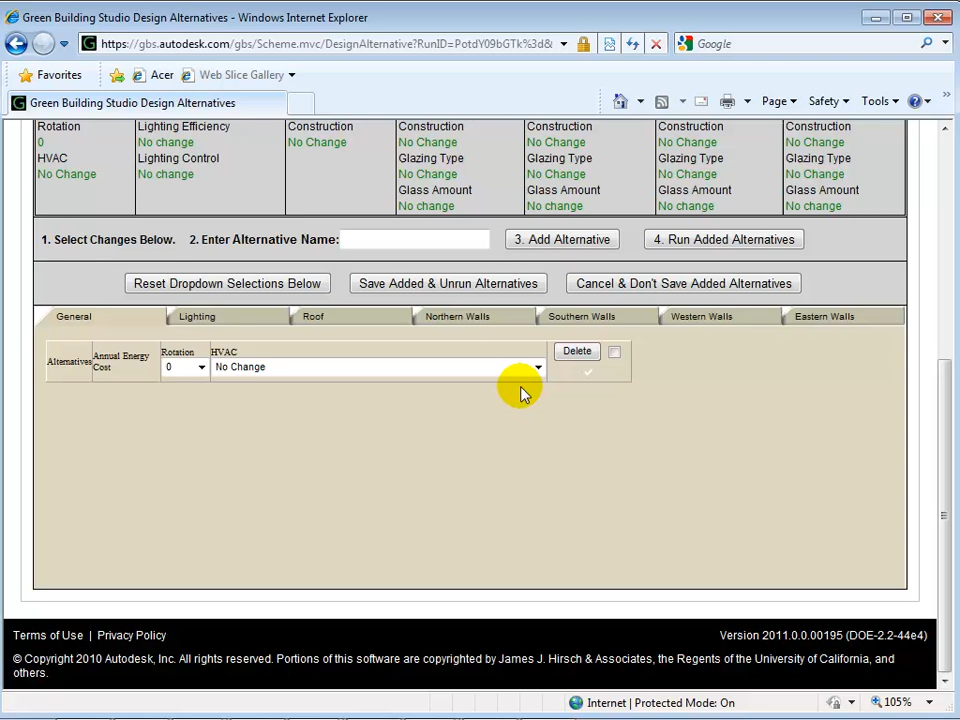 Green Building Studio Design Alternatives - Windows Internet Explorer
https://gbs.autodesk.com/gbs/Scheme.mvc/DesignAlternative?RunID=PotdY09bGTk%3d& Google
Favorites Acer Web Slice Gallery
Green Building Studio Design Alternatives Page Safety Tools
Rotation Lighting Efficiency Construction Construction Construction Construction Construction
0 No change No Change No change No change No change No change
HVAC Lighting Control Glazing Type Glazing Type Glazing Type Glazing Type
No Change No change No change No change No change No change
Glass Amount Glass Amount Glass Amount Glass Amount
No change No change No change No change
1. Select Changes Below. 2. Enter Alternative Name: 3. Add Alternative 4. Run Added Alternatives
Reset Dropdown Selections Below Save Added & Unrun Alternatives Cancel & Don't Save Added Alternatives
General Lighting Roof Northern Walls Southern Walls Western Walls Eastern Walls
Alternatives Annual Energy Cost Rotation HVAC Delete
0 No Change
Terms of Use | Privacy Policy Version 2011.0.0.00195 (DOE-2.2-44e4)
© Copyright 2010 Autodesk, Inc. All rights reserved. Portions of this software are copyrighted by James J. Hirsch & Associates, the Regents of the University of California, and
others.
Internet | Protected Mode: On 105%